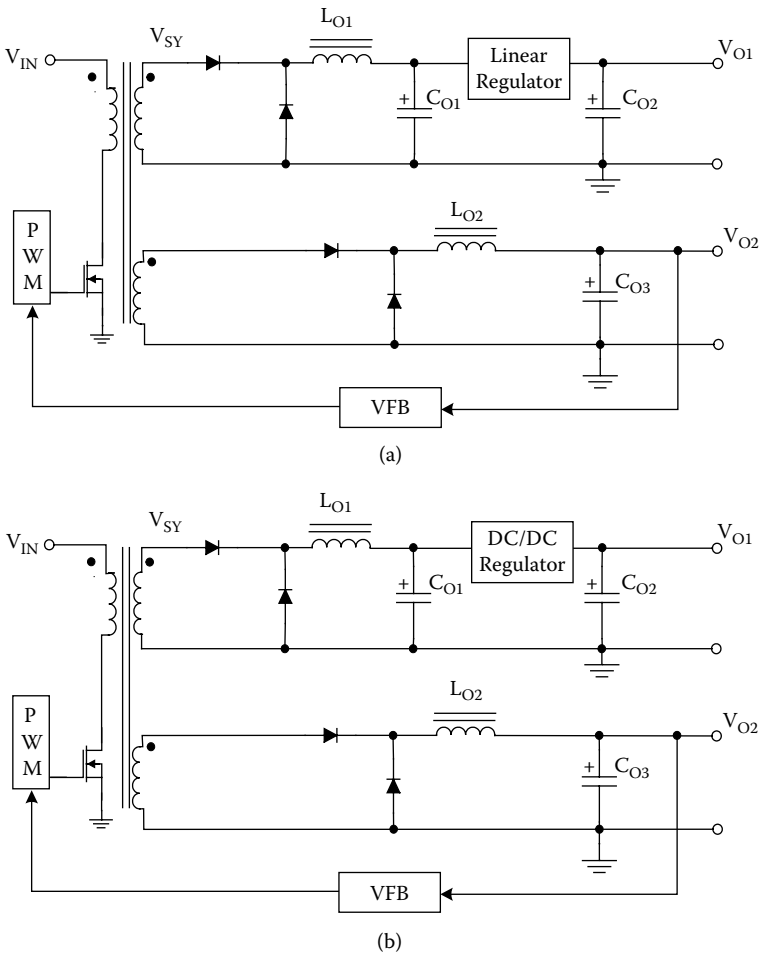 L_O1
V_IN
V_SY
Linear
Regulator
V_O1
+
C_O1
+
C_O2
L_O2
P
W
M
V_O2
+
C_O3
VFB
(a)
L_O1
V_IN
V_SY
DC/DC
Regulator
V_O1
+
C_O1
+
C_O2
L_O2
P
W
M
V_O2
+
C_O3
VFB
(b)